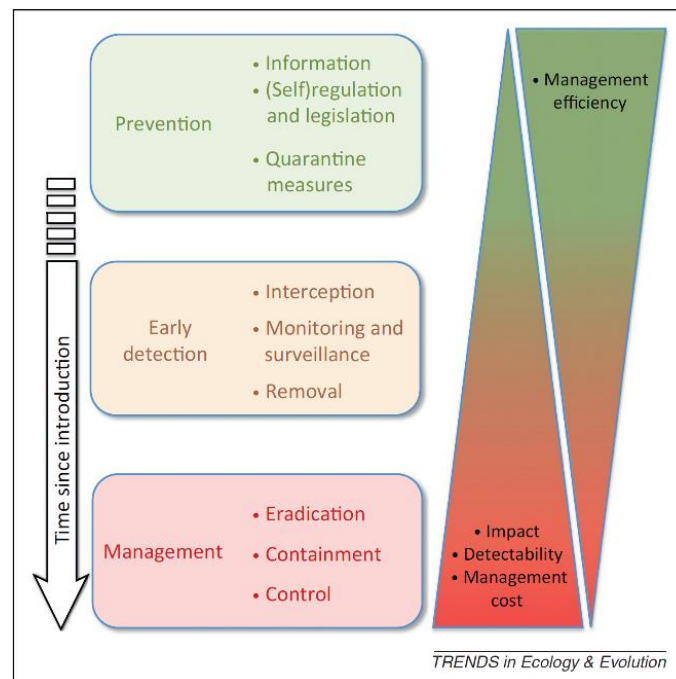 Prevention
• Information
• (Self)regulation
and legislation
• Quarantine
measures
Early
detection
• Interception
• Monitoring and
surveillance
• Removal
Management
• Eradication
• Containment
• Control
Time since introduction
• Management
efficiency
• Impact
• Detectability
• Management
cost
TRENDS in Ecology & Evolution